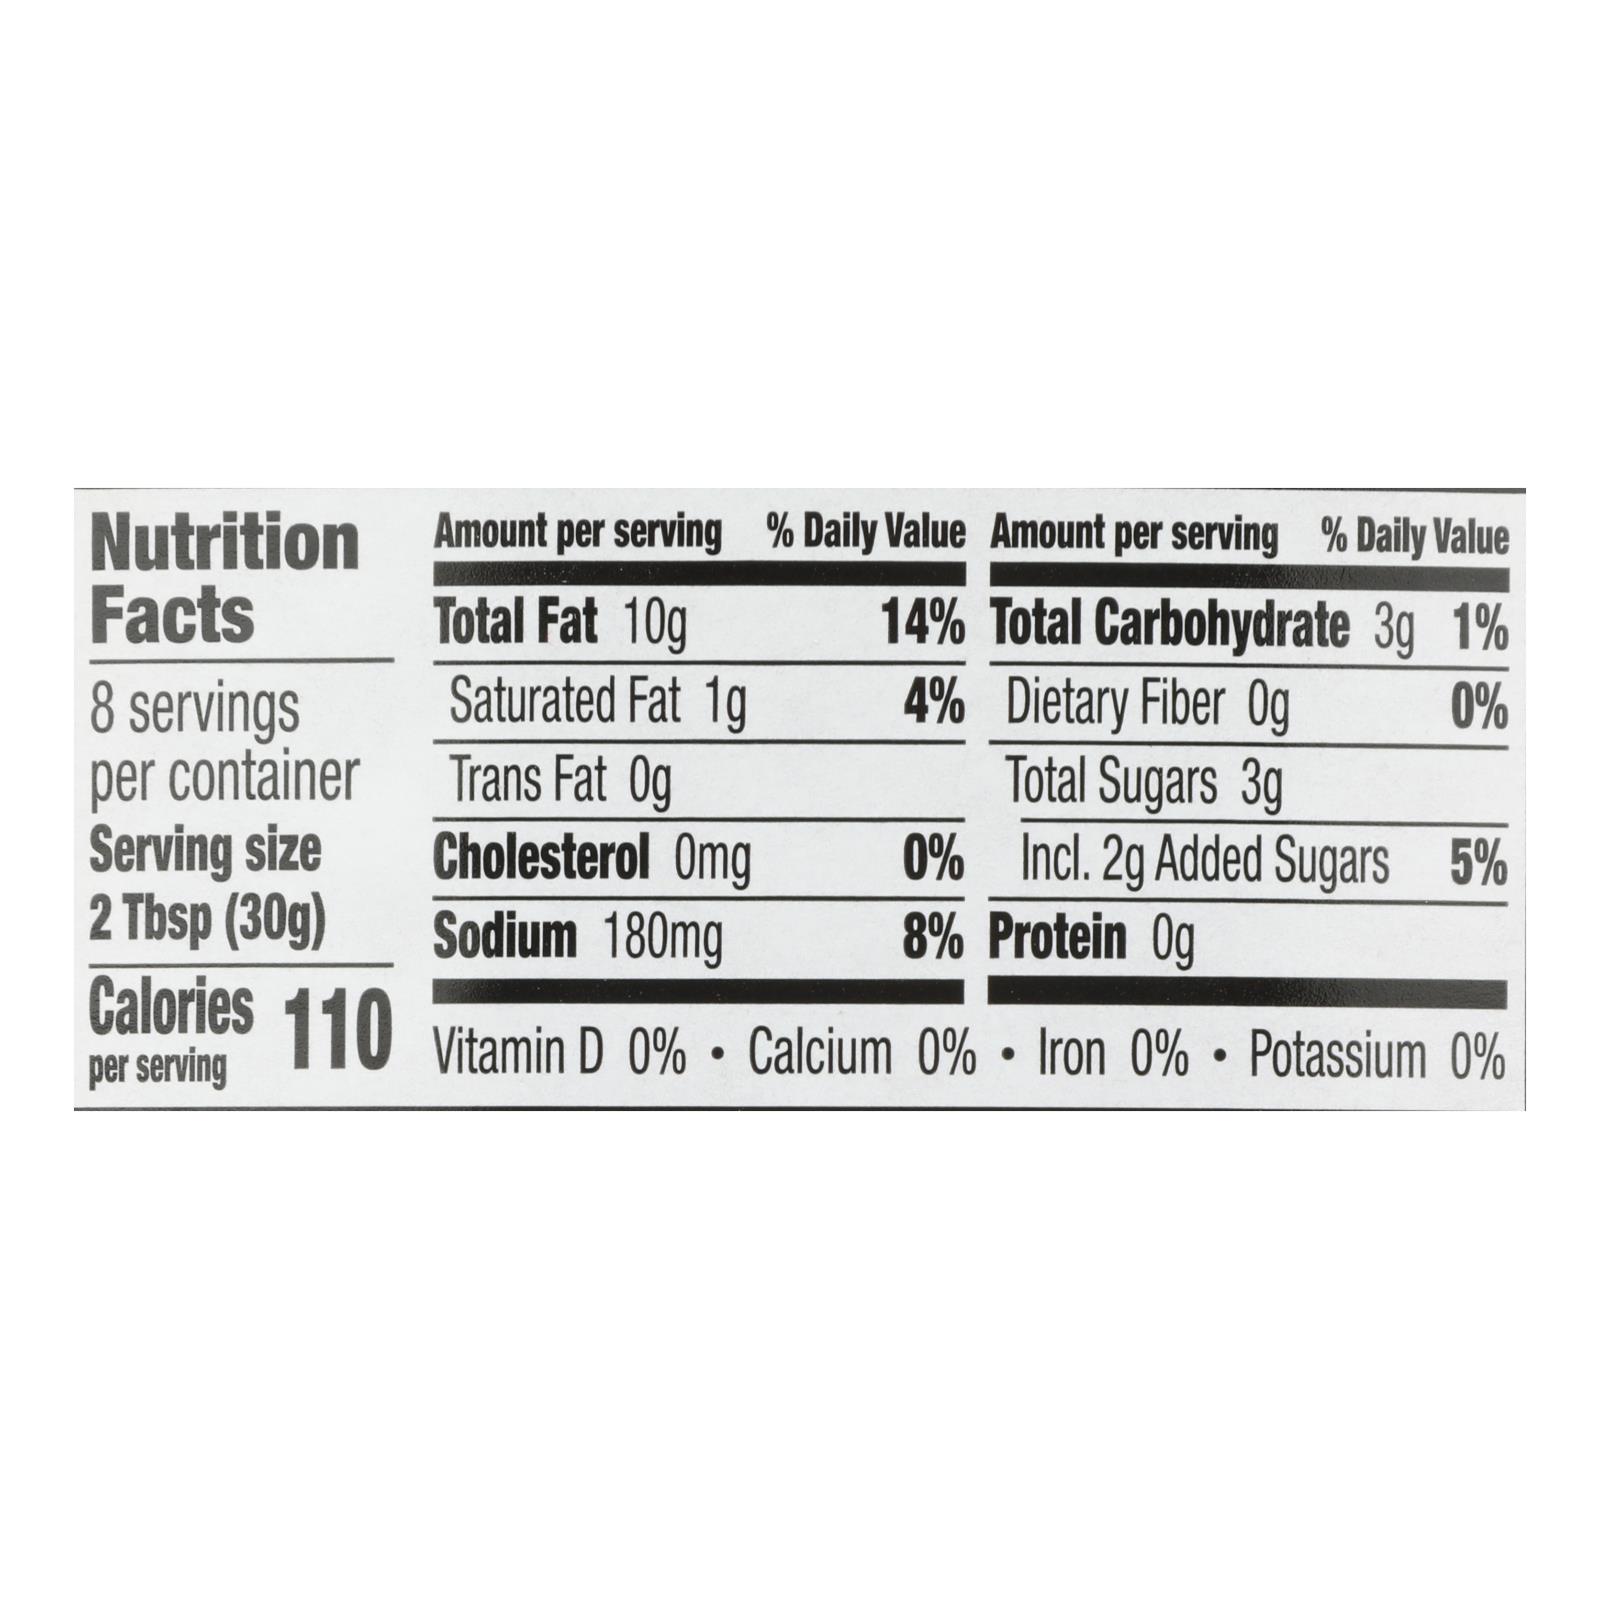 Nutrition
Facts
8 servings
per container
Serving size
2 Tbsp (30g)
Calories 110
per serving
Amount per serving % Daily Value
Total Fat 10g 14%
Saturated Fat 1g 4%
Trans Fat 0g
Cholesterol 0mg 0%
Sodium 180mg 8%
Amount per serving % Daily Value
Total Carbohydrate 3g 1%
Dietary Fiber 0g 0%
Total Sugars 3g
Incl. 2g Added Sugars 5%
Protein 0g
Vitamin D 0% • Calcium 0% • Iron 0% • Potassium 0%